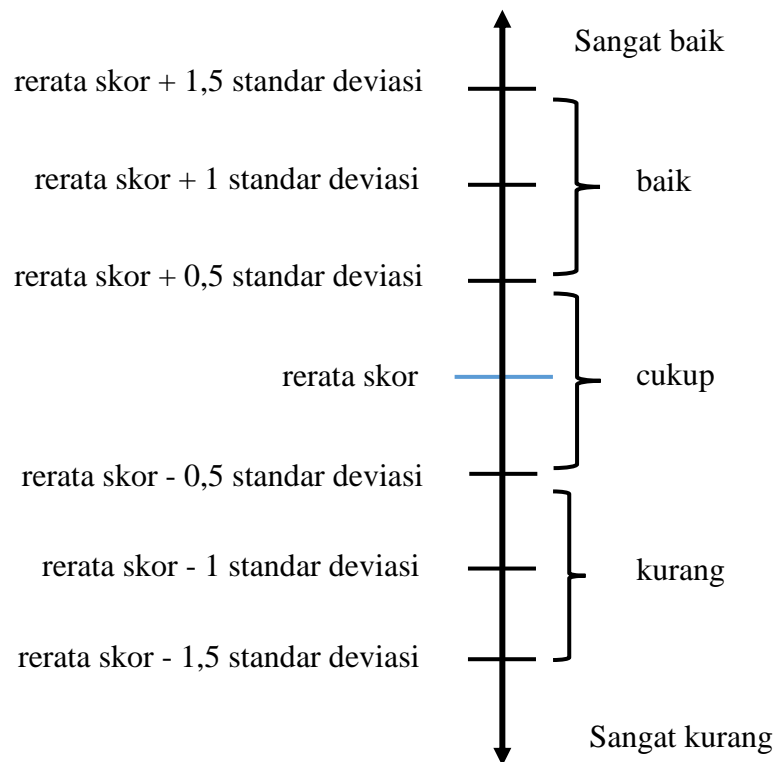 Sangat baik
rerata skor + 1,5 standar deviasi
rerata skor + 1 standar deviasi
baik
rerata skor + 0,5 standar deviasi
rerata skor
cukup
rerata skor - 0,5 standar deviasi
rerata skor - 1 standar deviasi
kurang
rerata skor - 1,5 standar deviasi
Sangat kurang